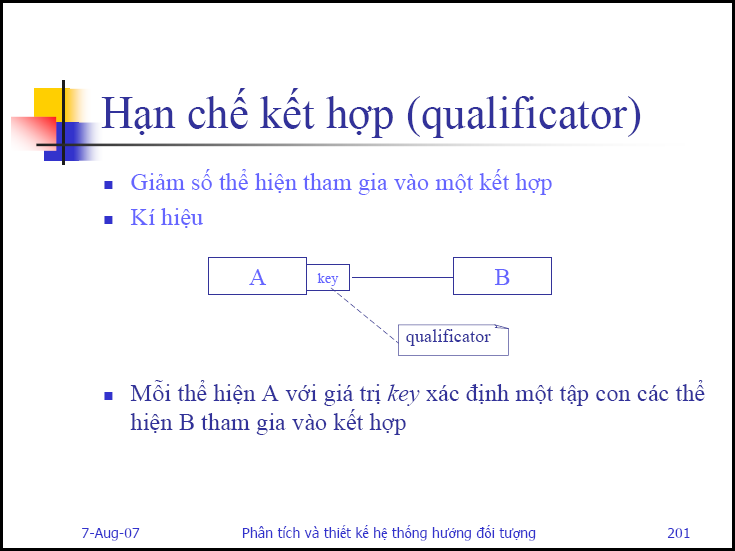 Hạn chế kết hợp (qualificator)
Giảm số thể hiện tham gia vào một kết hợp
Kí hiệu
A
key
B
qualificator
Mỗi thể hiện A với giá trị key xác định một tập con các thể
hiện B tham gia vào kết hợp
7-Aug-07
Phân tích và thiết kế hệ thống hướng đối tượng
201